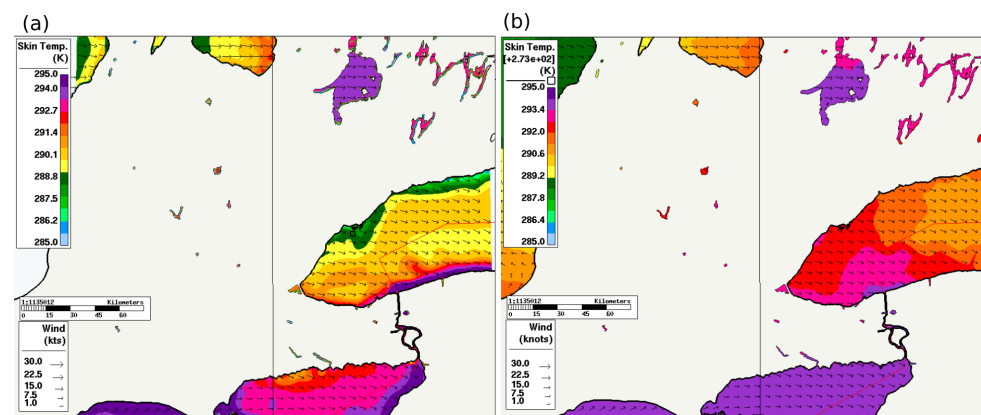 (a)
Skin Temp.
(K)
295.0
294.0
292.7
291.4
290.1
288.8
287.5
286.2
285.0
1:1135012 Kilometers
0 15 30 45 60
Wind
(kts)
30.0
22.5
15.0
7.5
1.0
(b)
Skin Temp.
[+2.73e+02]
(K)
295.0
293.4
292.0
290.6
289.2
287.8
286.4
285.0
1:1135012 Kilometers
0 15 30 45 60
Wind
(knots)
30.0
22.5
15.0
7.5
1.0